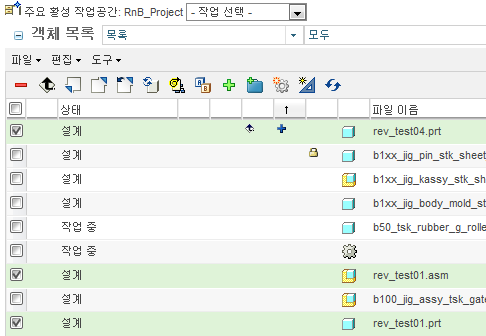 주요 활성 작업공간: RnB_Project - 작업 선택 -
객체 목록 목록 모두
파일 편집 도구
상태 파일 이름
설계 rev_test04.prt
설계 b1xx_jig_pin_stk_sheet
설계 b1xx_jig_kassy_stk_sh
설계 b1xx_jig_body_mold_st
작업 중 b50_tsk_rubber_g_rolle
작업 중
설계 rev_test01.asm
설계 b100_jig_assy_tsk_gate
설계 rev_test01.prt